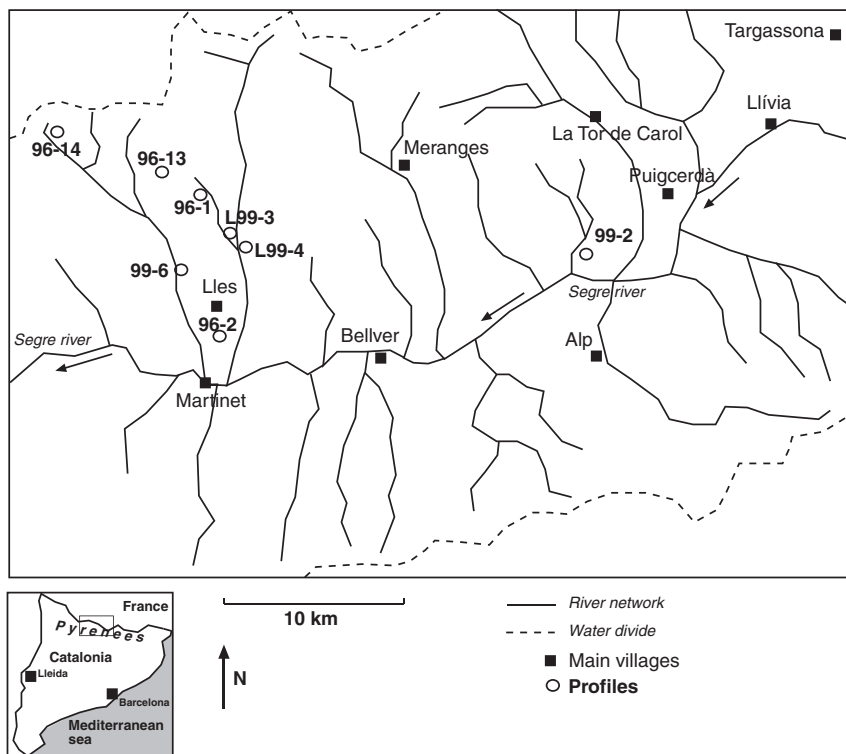 Targassona
Llívia
La Tor de Carol
96-14
96-13
Meranges
Puigcerdà
96-1
L99-3
99-2
L99-4
99-6
Lles
Segre river
96-2
Bellver
Segre river
Alp
Martinet
France
Pyrenees
Catalonia
Lleida
Barcelona
Mediterranean
sea
10 km
N
River network
Water divide
Main villages
Profiles